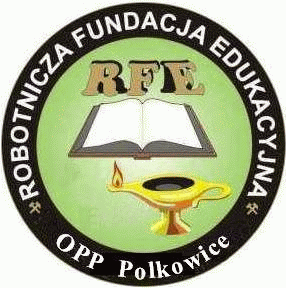 ROBOTNICZA FUNDACJA EDUKACYJNA
RFE
OPP Polkowice